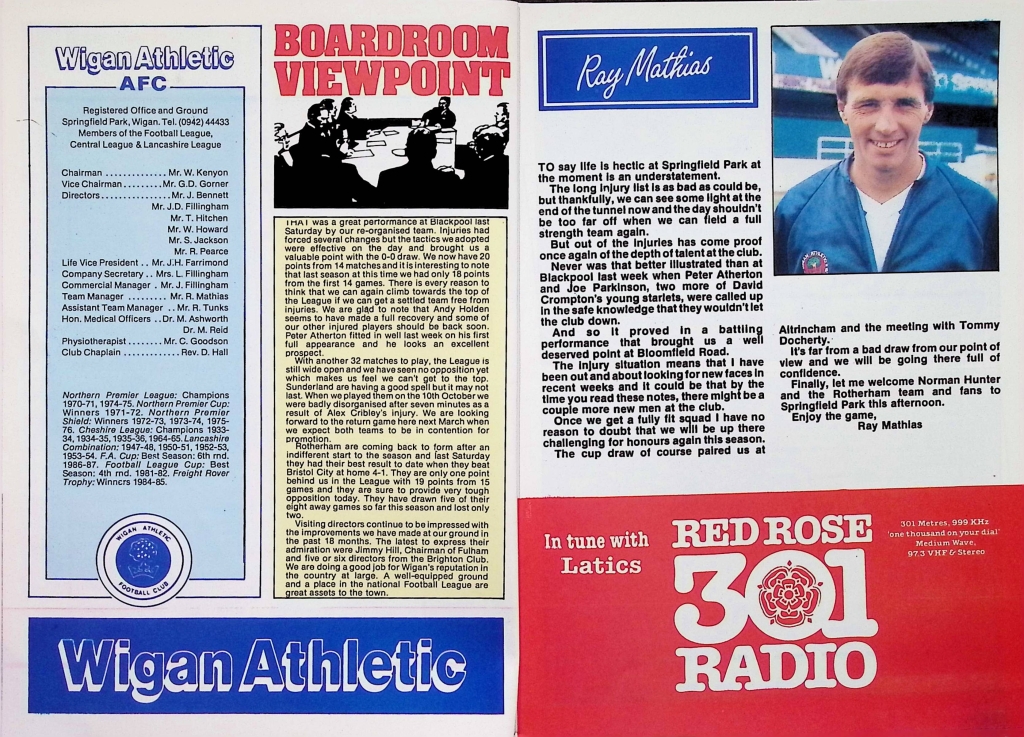 Wigan Athletic
AFC
Registered Office and Ground
Springfield Park, Wigan. Tel. (0942) 44433
Members of the Football League,
Central League & Lancashire League
Chairman .............. Mr. W. Kenyon
Vice Chairman ......... Mr. G.D. Gorner
Directors .............. Mr. J. Bennett
Mr. J.D. Fillingham
Mr. T. Hitchen
Mr. W. Howard
Mr. S. Jackson
Mr. R. Pearce
Life Vice President .. Mr. J.H. Farrimond
Company Secretary .. Mrs. L. Fillingham
Commercial Manager . Mr. J. Fillingham
Team Manager ......... Mr. R. Mathias
Assistant Team Manager .. Mr. R. Tunks
Hon. Medical Officers .. Dr. M. Ashworth
Dr. M. Reid
Physiotherapist ...... Mr. C. Goodson
Club Chaplain ............. Rev. D. Hall
Northern Premier League: Champions
1970-71, 1974-75. Northern Premier Cup:
Winners 1971-72. Northern Premier
Shield: Winners 1972-73, 1973-74, 1975-
76. Cheshire League: Champions 1933-
34, 1934-35, 1935-36, 1964-65. Lancashire
Combination: 1947-48, 1950-51, 1952-53,
1953-54. F.A. Cup: Best Season: 6th rnd.
1986-87. Football League Cup: Best
Season: 4th rnd. 1981-82. Freight Rover
Trophy: Winners 1984-85.
WIGAN ATHLETIC
FOOTBALL CLUB
BOARDROOM
VIEWPOINT
THAT was a great performance at Blackpool last
Saturday by our re-organised team. Injuries had
forced several changes but the tactics we adopted
were effective on the day and brought us a
valuable point with the 0-0 draw. We now have 20
points from 14 matches and it is interesting to note
that last season at this time we had only 18 points
from the first 14 games. There is every reason to
think that we can again climb towards the top of
the League if we can get a settled team free from
injuries. We are glad to note that Andy Holden
seems to have made a full recovery and some of
our other injured players should be back soon.
Peter Atherton fitted in well last week on his first
full appearance and he looks an excellent
prospect.
With another 32 matches to play, the League is
still wide open and we have seen no opposition yet
which makes us feel we can't get to the top.
Sunderland are having a good spell but it may not
last. When we played them on the 10th October we
were badly disorganised after seven minutes as a
result of Alex Cribley's injury. We are looking
forward to the return game here next March when
we expect both teams to be in contention for
promotion.
Rotherham are coming back to form after an
indifferent start to the season and last Saturday
they had their best result to date when they beat
Bristol City at home 4-1. They are only one point
behind us in the League with 19 points from 15
games and they are sure to provide very tough
opposition today. They have drawn five of their
eight away games so far this season and lost only
two.
Visiting directors continue to be impressed with
the improvements we have made at our ground in
the past 18 months. The latest to express their
admiration were Jimmy Hill, Chairman of Fulham
and five or six directors from the Brighton Club.
We are doing a good job for Wigan's reputation in
the country at large. A well-equipped ground
and a place in the national Football League are
great assets to the town.
Wigan Athletic
Ray Mathias
TO say life is hectic at Springfield Park at
the moment is an understatement.
The long injury list is as bad as could be,
but thankfully, we can see some light at the
end of the tunnel now and the day shouldn't
be too far off when we can field a full
strength team again.
But out of the injuries has come proof
once again of the depth of talent at the club.
Never was that better illustrated than at
Blackpool last week when Peter Atherton
and Joe Parkinson, two more of David
Crompton's young starlets, were called up
in the safe knowledge that they wouldn't let
the club down.
And so it proved in a battling
performance that brought us a well
deserved point at Bloomfield Road.
The injury situation means that I have
been out and about looking for new faces in
recent weeks and it could be that by the
time you read these notes, there might be a
couple more new men at the club.
Once we get a fully fit squad I have no
reason to doubt that we will be up there
challenging for honours again this season.
The cup draw of course paired us at
Altrincham and the meeting with Tommy
Docherty.
It's far from a bad draw from our point of
view and we will be going there full of
confidence.
Finally, let me welcome Norman Hunter
and the Rotherham team and fans to
Springfield Park this afternoon.
Enjoy the game,
Ray Mathias
In tune with
Latics
RED ROSE
301
RADIO
301 Metres, 999 KHz
'one thousand on your dial'
Medium Wave,
97.3 VHF & Stereo